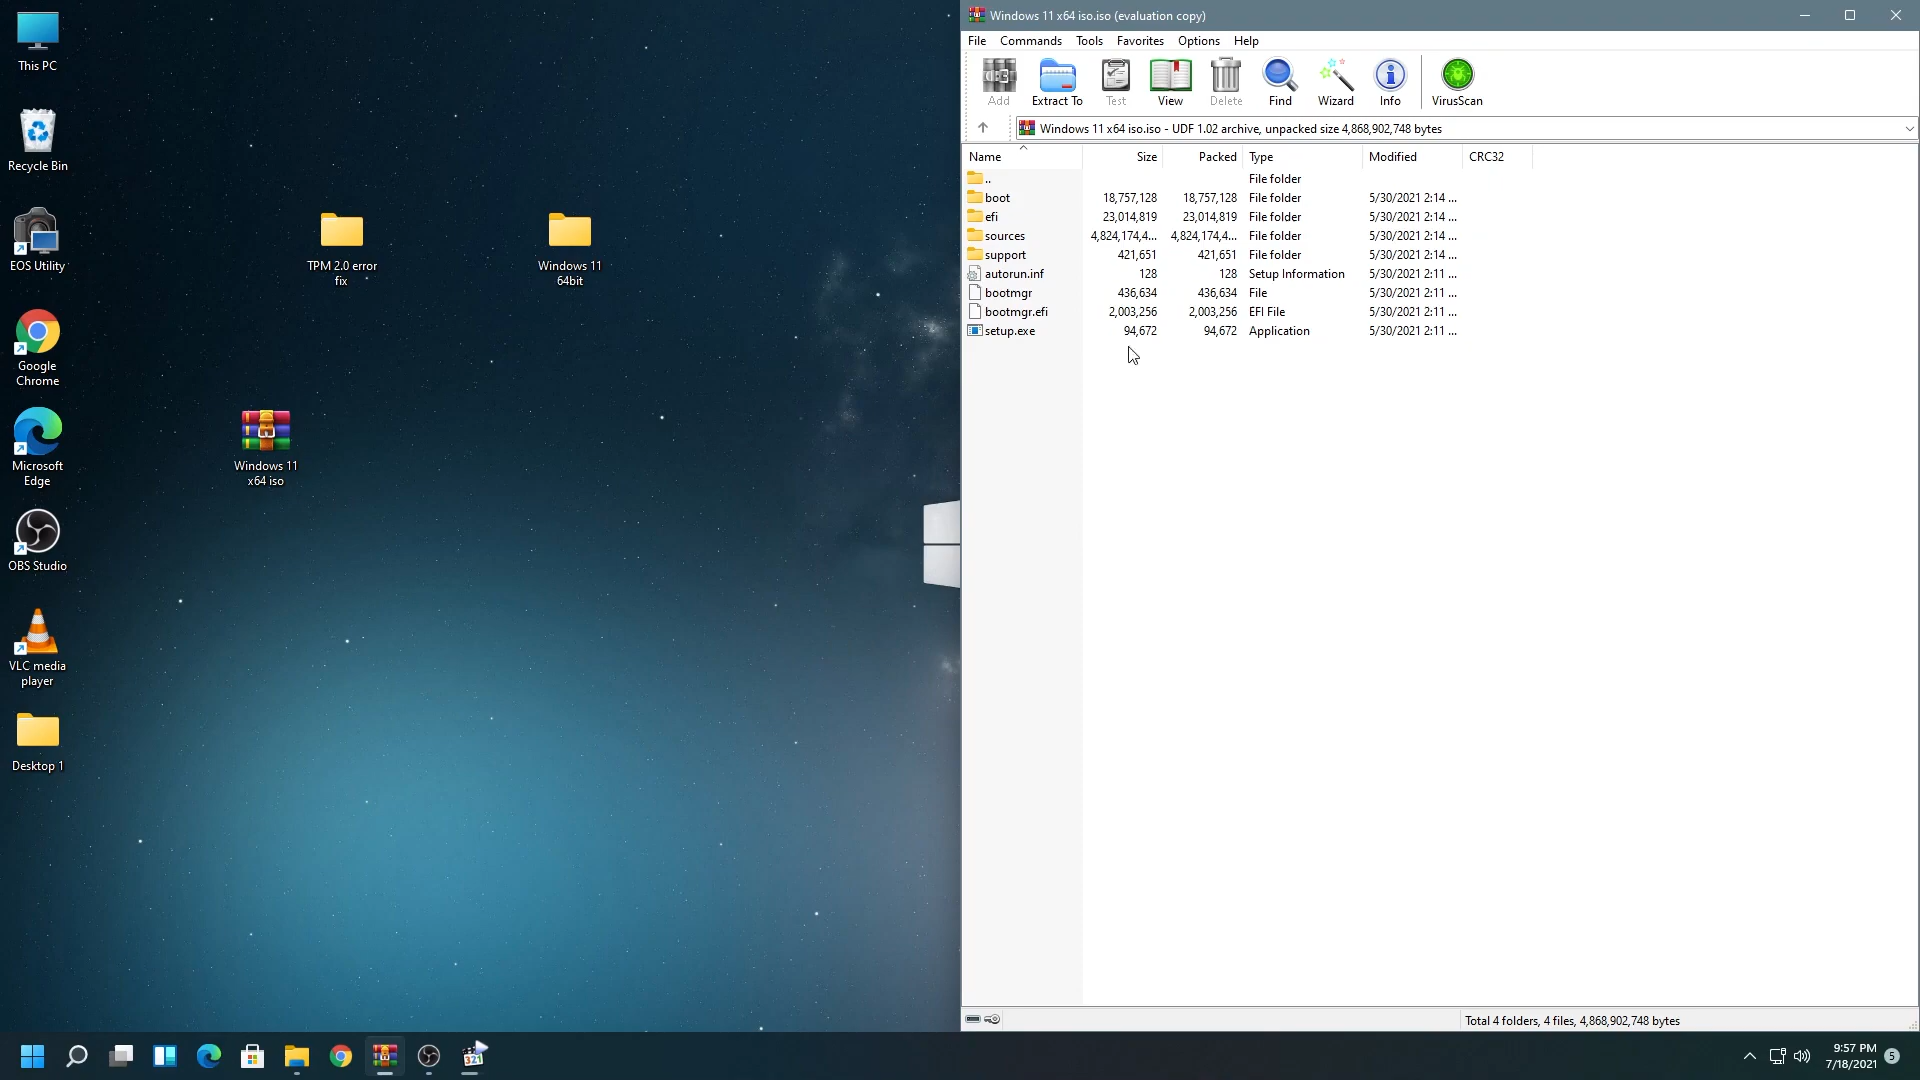 This PC
Recycle Bin
EOS Utility
Google
Chrome
Microsoft
Edge
OBS Studio
VLC media
player
Desktop 1
TPM 2.0 error
fix
Windows 11
64bit
Windows 11
x64 iso
Windows 11 x64 iso.iso (evaluation copy)
File Commands Tools Favorites Options Help
Add Extract To Test View Delete Find Wizard Info VirusScan
Windows 11 x64 iso.iso - UDF 1.02 archive, unpacked size 4,868,902,748 bytes
Name Size Packed Type Modified CRC32
.. File folder
boot 18,757,128 18,757,128 File folder 5/30/2021 2:14 ...
efi 23,014,819 23,014,819 File folder 5/30/2021 2:14 ...
sources 4,824,174,4... 4,824,174,4... File folder 5/30/2021 2:14 ...
support 421,651 421,651 File folder 5/30/2021 2:14 ...
autorun.inf 128 128 Setup Information 5/30/2021 2:11 ...
bootmgr 436,634 436,634 File 5/30/2021 2:11 ...
bootmgr.efi 2,003,256 2,003,256 EFI File 5/30/2021 2:11 ...
setup.exe 94,672 94,672 Application 5/30/2021 2:11 ...
Total 4 folders, 4 files, 4,868,902,748 bytes
321
9:57 PM
7/18/2021
5